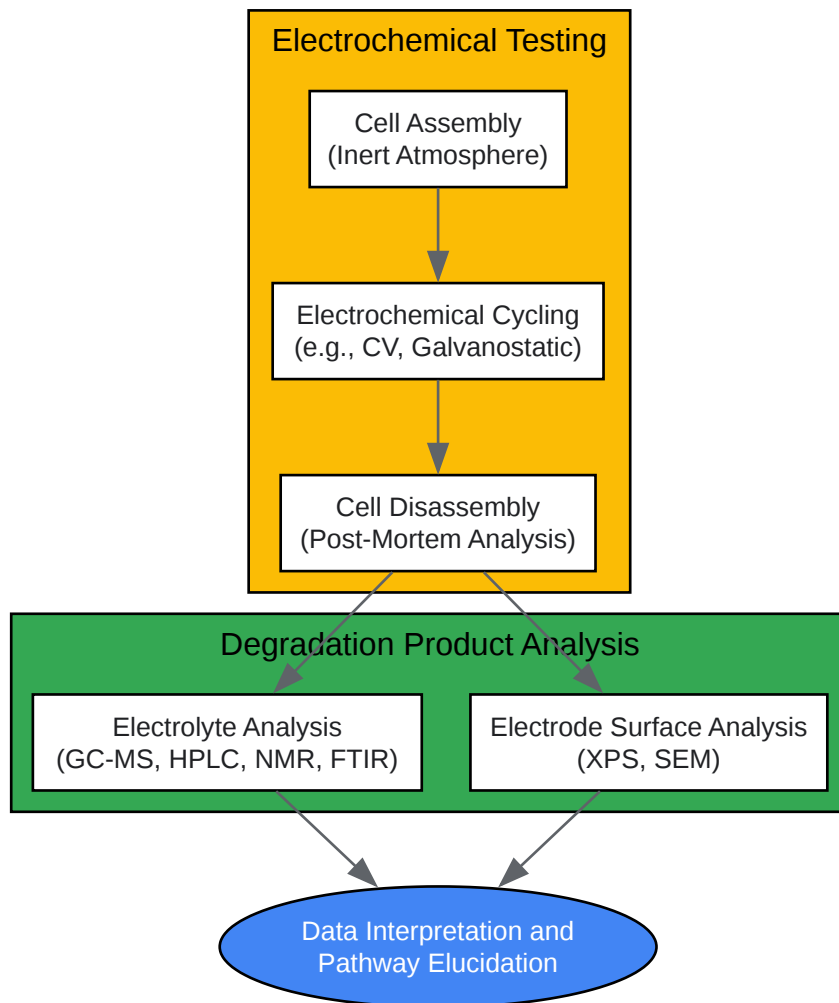 Electrochemical Testing
Cell Assembly
(Inert Atmosphere)
Electrochemical Cycling
(e.g., CV, Galvanostatic)
Cell Disassembly
(Post-Mortem Analysis)
Degradation Product Analysis
Electrolyte Analysis
(GC-MS, HPLC, NMR, FTIR)
Electrode Surface Analysis
(XPS, SEM)
Data Interpretation and
Pathway Elucidation